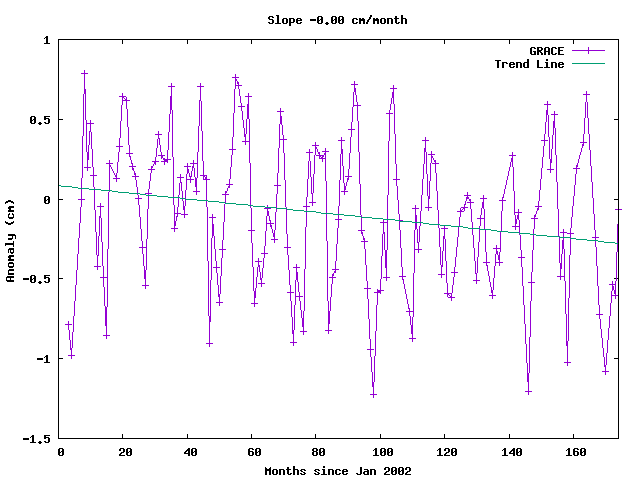 Slope -0.00 cm/month
GRACE
Trend Line
1
0.5
0
-0.5
-1
-1.5
Anomaly (cm)
0 20 40 60 80 100 120 140 160
Months since Jan 2002